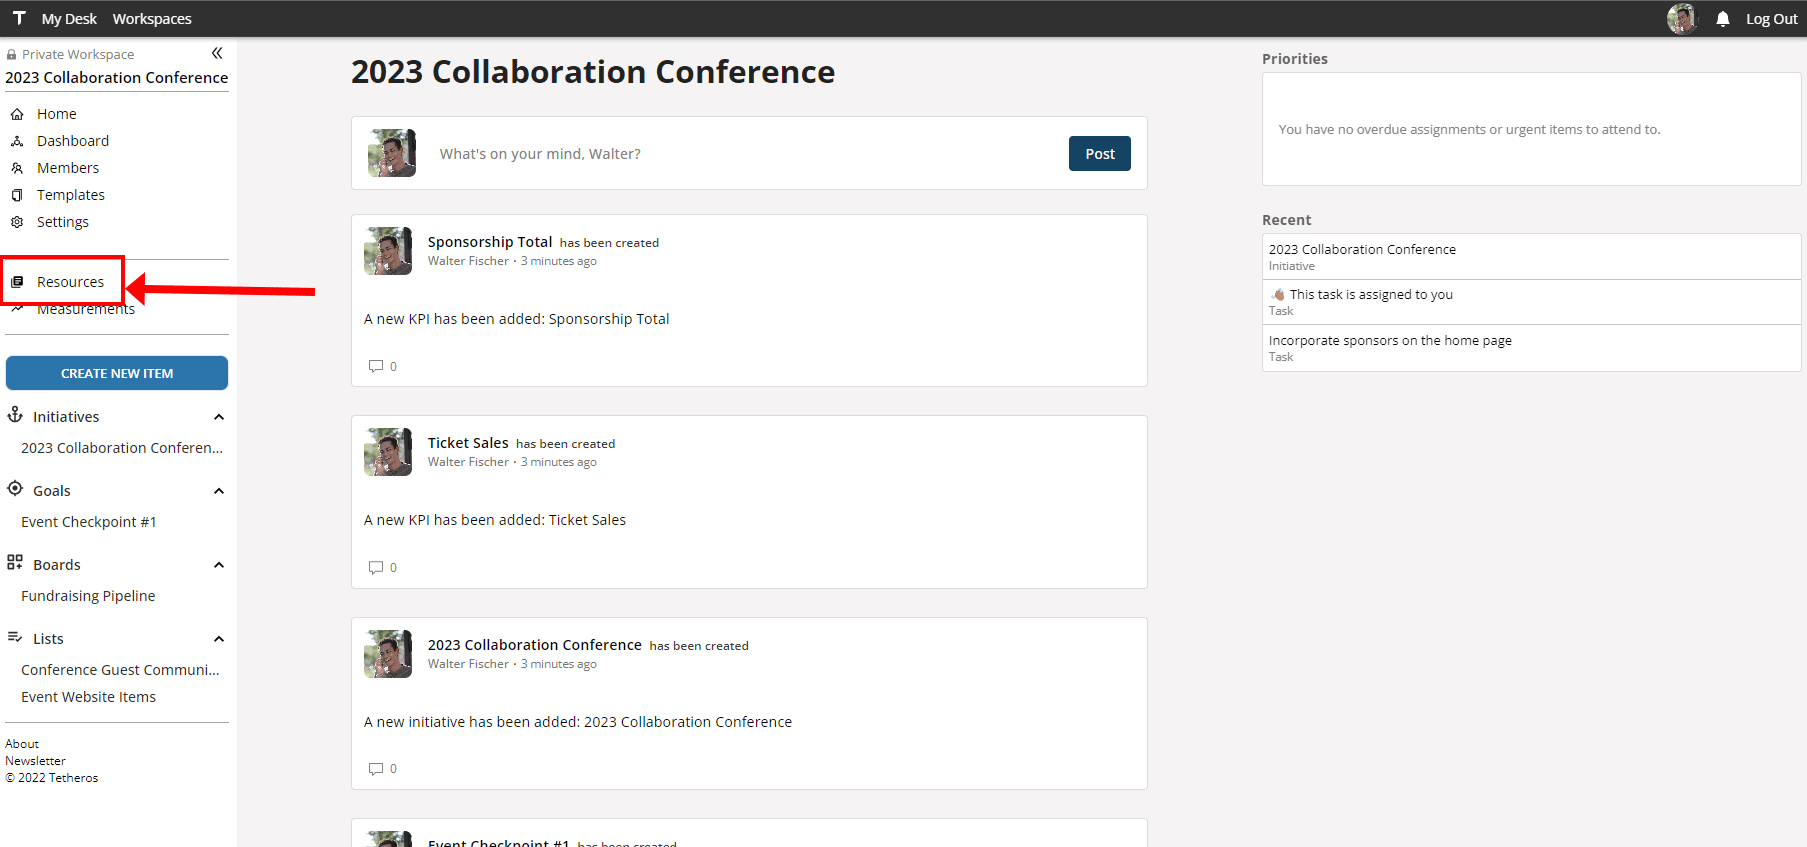 T My Desk Workspaces Log Out
Private Workspace
2023 Collaboration Conference
Home
Dashboard
Members
Templates
Settings
Resources
Measurements
CREATE NEW ITEM
Initiatives
2023 Collaboration Conferen...
Goals
Event Checkpoint #1
Boards
Fundraising Pipeline
Lists
Conference Guest Communi...
Event Website Items
About
Newsletter
© 2022 Tetheros
2023 Collaboration Conference
What's on your mind, Walter?
Post
Sponsorship Total has been created
Walter Fischer · 3 minutes ago
A new KPI has been added: Sponsorship Total
0
Ticket Sales has been created
Walter Fischer · 3 minutes ago
A new KPI has been added: Ticket Sales
0
2023 Collaboration Conference has been created
Walter Fischer · 3 minutes ago
A new initiative has been added: 2023 Collaboration Conference
0
Event Checkpoint #1 has been created
Priorities
You have no overdue assignments or urgent items to attend to.
Recent
2023 Collaboration Conference
Initiative
This task is assigned to you
Task
Incorporate sponsors on the home page
Task